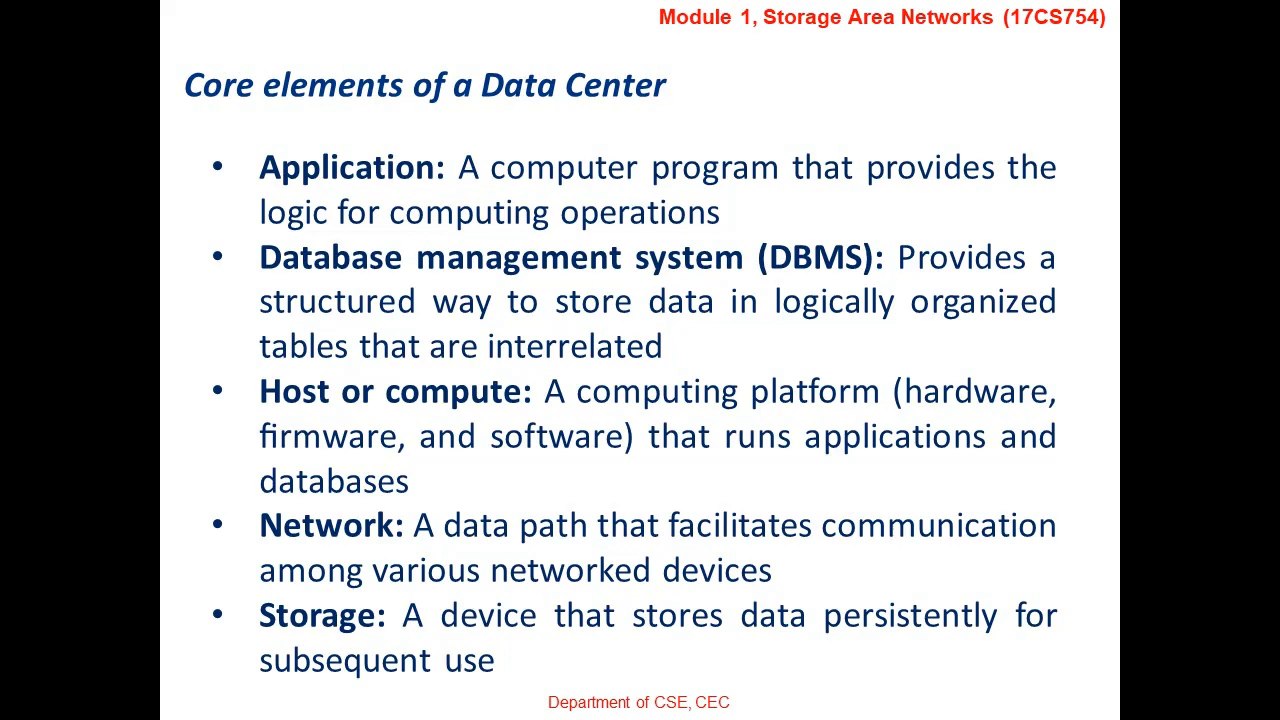 Module 1, Storage Area Networks (17CS754)
Core elements of a Data Center
• Application: A computer program that provides the
logic for computing operations
• Database management system (DBMS): Provides a
structured way to store data in logically organized
tables that are interrelated
• Host or compute: A computing platform (hardware,
firmware, and software) that runs applications and
databases
• Network: A data path that facilitates communication
among various networked devices
• Storage: A device that stores data persistently for
subsequent use
Department of CSE, CEC